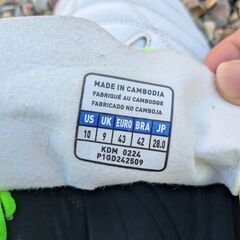 MADE IN CAMBODIA
FABRIQUÉ AU CAMBODGE
FABRICADO NO CAMBOJA
US UK EURO BRA JP
10 9 43 42 28.0
KDM 0224
P1GD242509